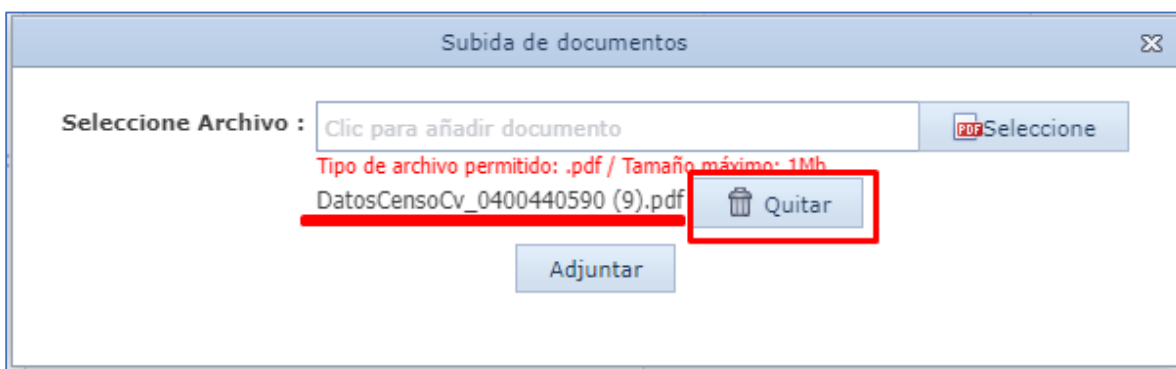 Subida de documentos
Seleccione Archivo : Clic para añadir documento PDF Seleccione
Tipo de archivo permitido: .pdf / Tamaño máximo: 1Mb
DatosCensoCv_0400440590 (9).pdf Quitar
Adjuntar